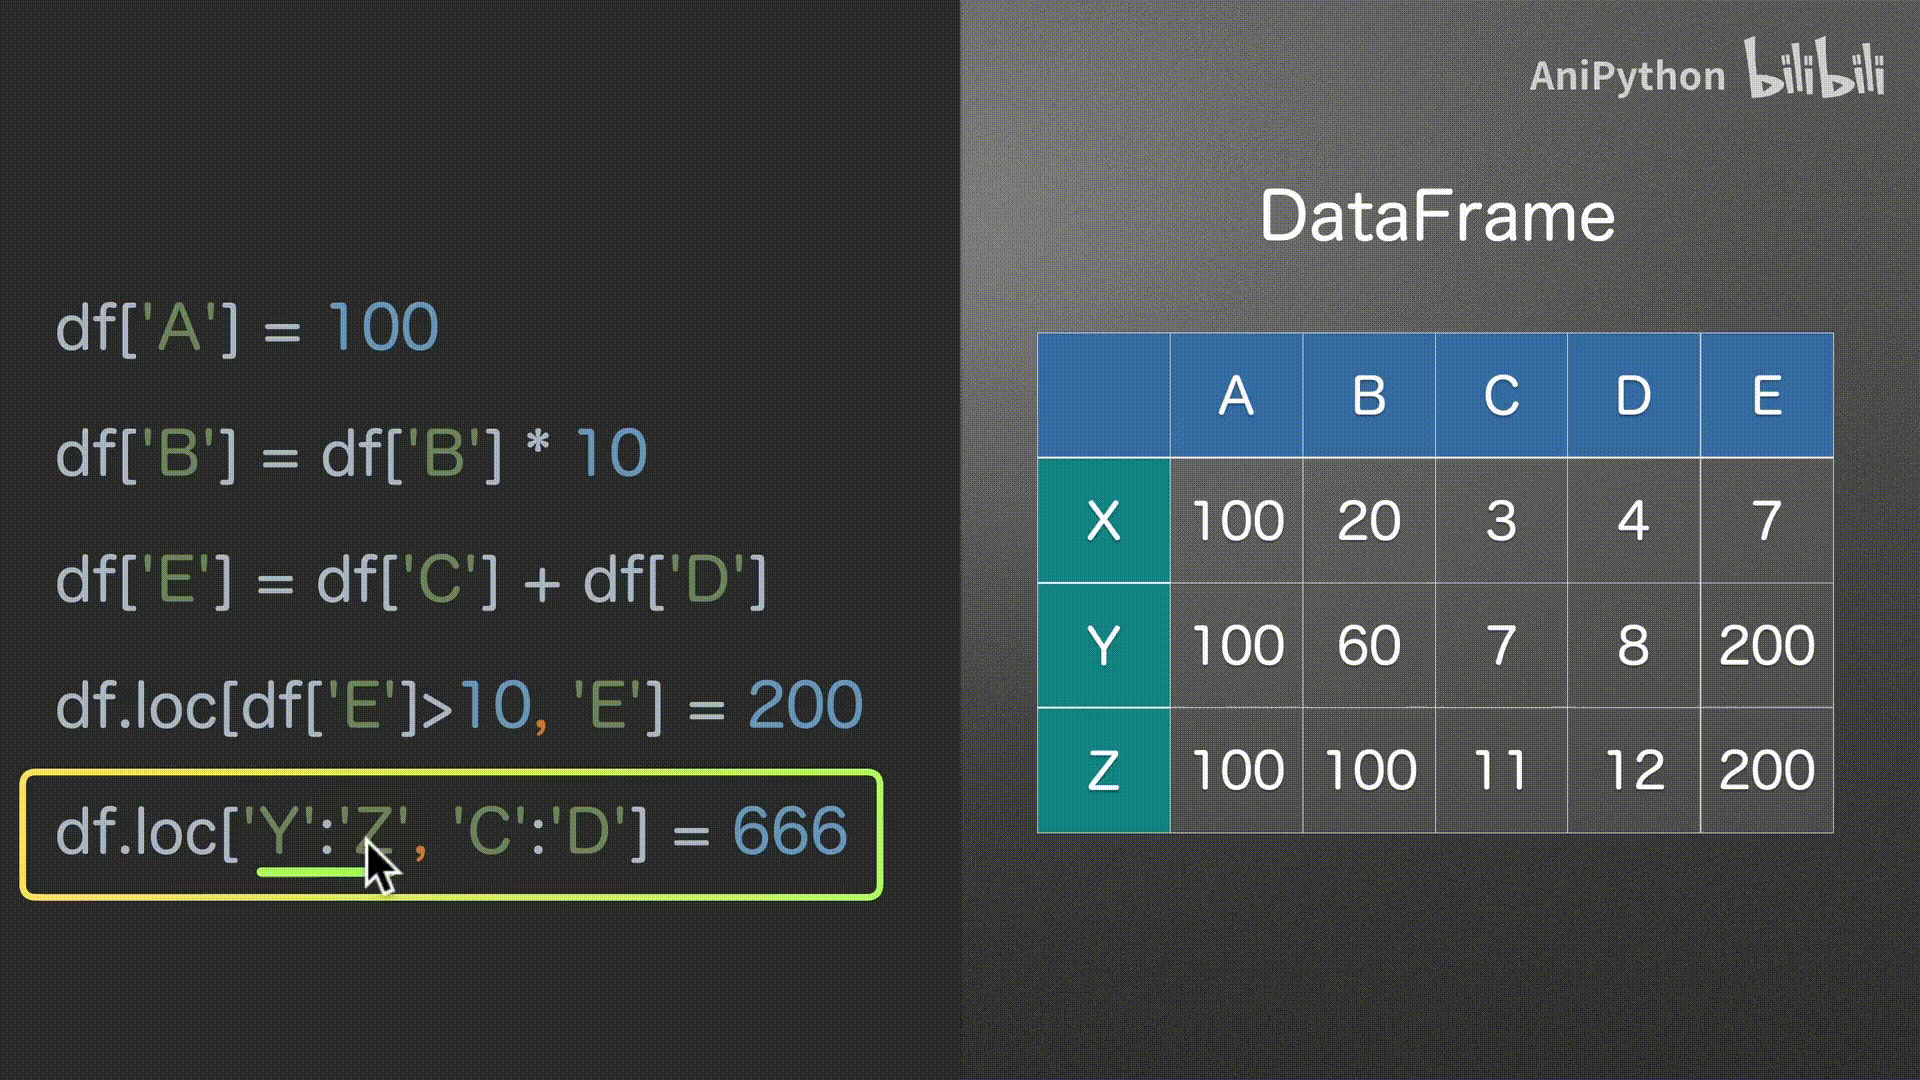 AniPython bilibili
df['A'] = 100
df['B'] = df['B'] * 10
df['E'] = df['C'] + df['D']
df.loc[df['E']>10, 'E'] = 200
df.loc['Y':'Z', 'C':'D'] = 666
DataFrame
A B C D E
X 100 20 3 4 7
Y 100 60 7 8 200
Z 100 100 11 12 200